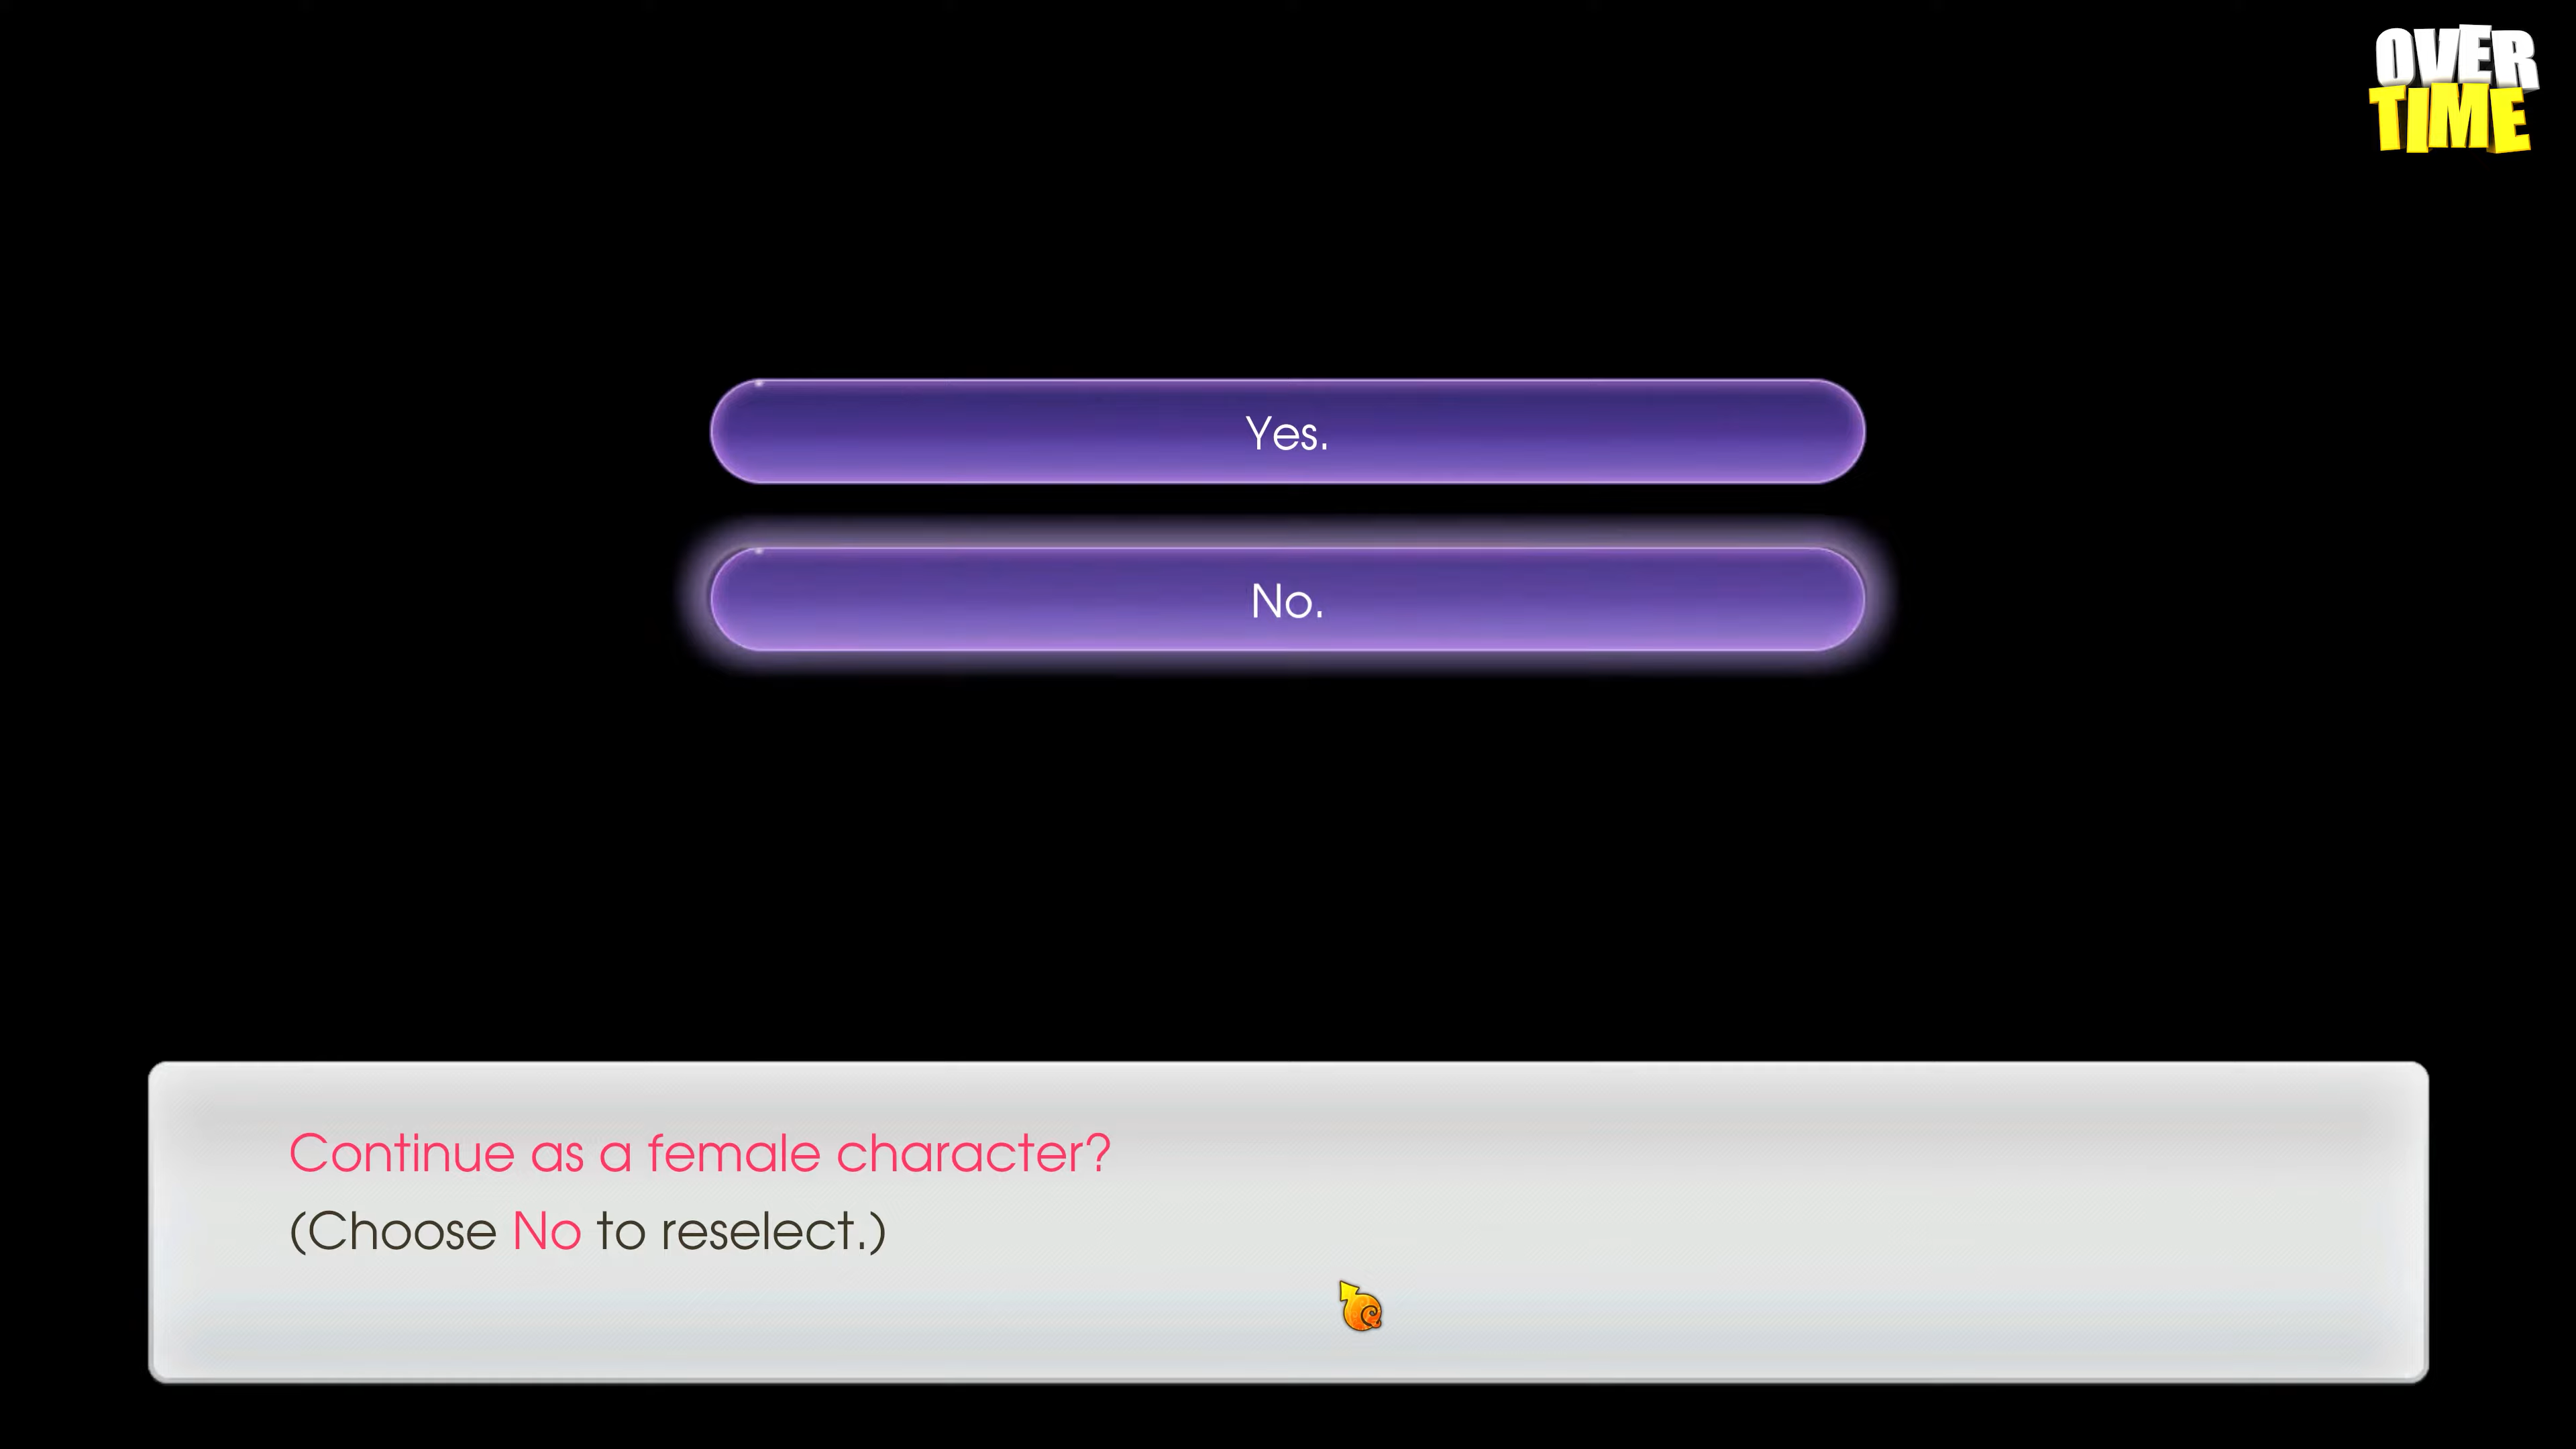 OVER
TIME
Yes.
No.
Continue as a female character?
(Choose No to reselect.)